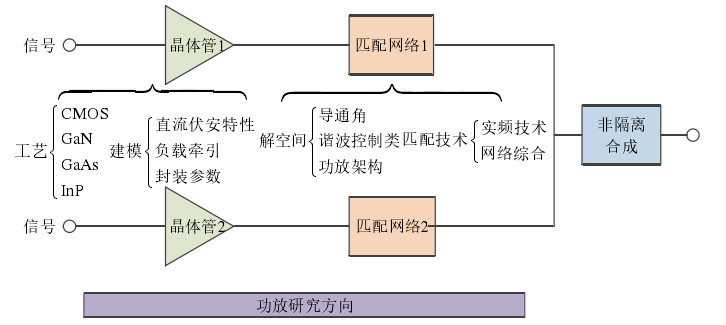 信号
晶体管1
匹配网络1
工艺
CMOS
GaN
GaAs
InP
建模
直流伏安特性
负载牵引
封装参数
解空间
导通角
谐波控制类
功放架构
匹配技术
实频技术
网络综合
非隔离
合成
信号
晶体管2
匹配网络2
功放研究方向